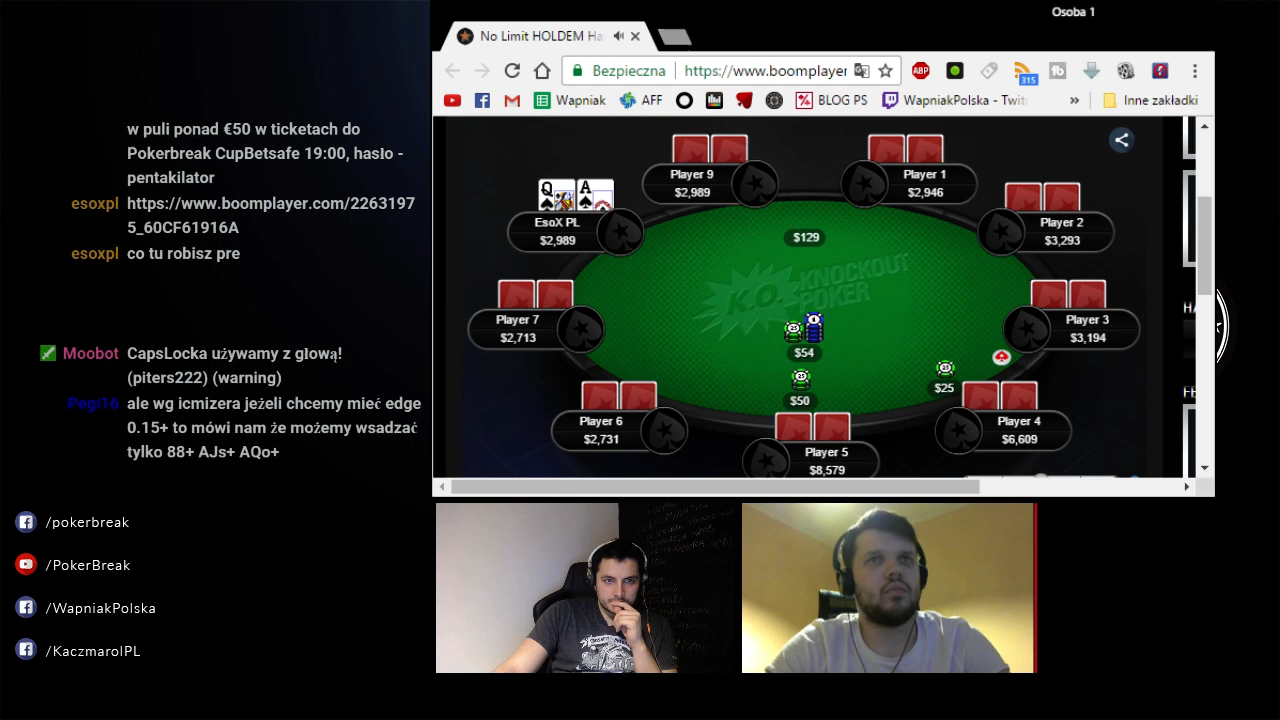 Osoba 1
No Limit HOLDEM Ha
Bezpieczna
https://www.boomplayer
ABP
315
Wapniak
AFF
BLOG PS
WapniakPolska - Twit
»
Inne zakładki
w puli ponad €50 w ticketach do
Pokerbreak CupBetsafe 19:00, hasło -
pentakilator
esoxpl https://www.boomplayer.com/2263197
5_60CF61916A
esoxpl co tu robisz pre
Moobot CapsLocka używamy z glową!
(piters222) (warning)
Pegi16 ale wg icmizera jeżeli chcemy mieć edge
0.15+ to mówi nam że możemy wsadzać
tylko 88+ AJs+ AQo+
Player 9
$2,989
Player 1
$2,946
Q A
EsoX PL
$2,989
Player 2
$3,293
$129
K.O. KNOCKOUT
POKER
Player 7
$2,713
Player 3
$3,194
25
$54
25
$50
$25
Player 6
$2,731
Player 4
$6,609
Player 5
$8,579
/pokerbreak
/PokerBreak
/WapniakPolska
/KaczmarolPL